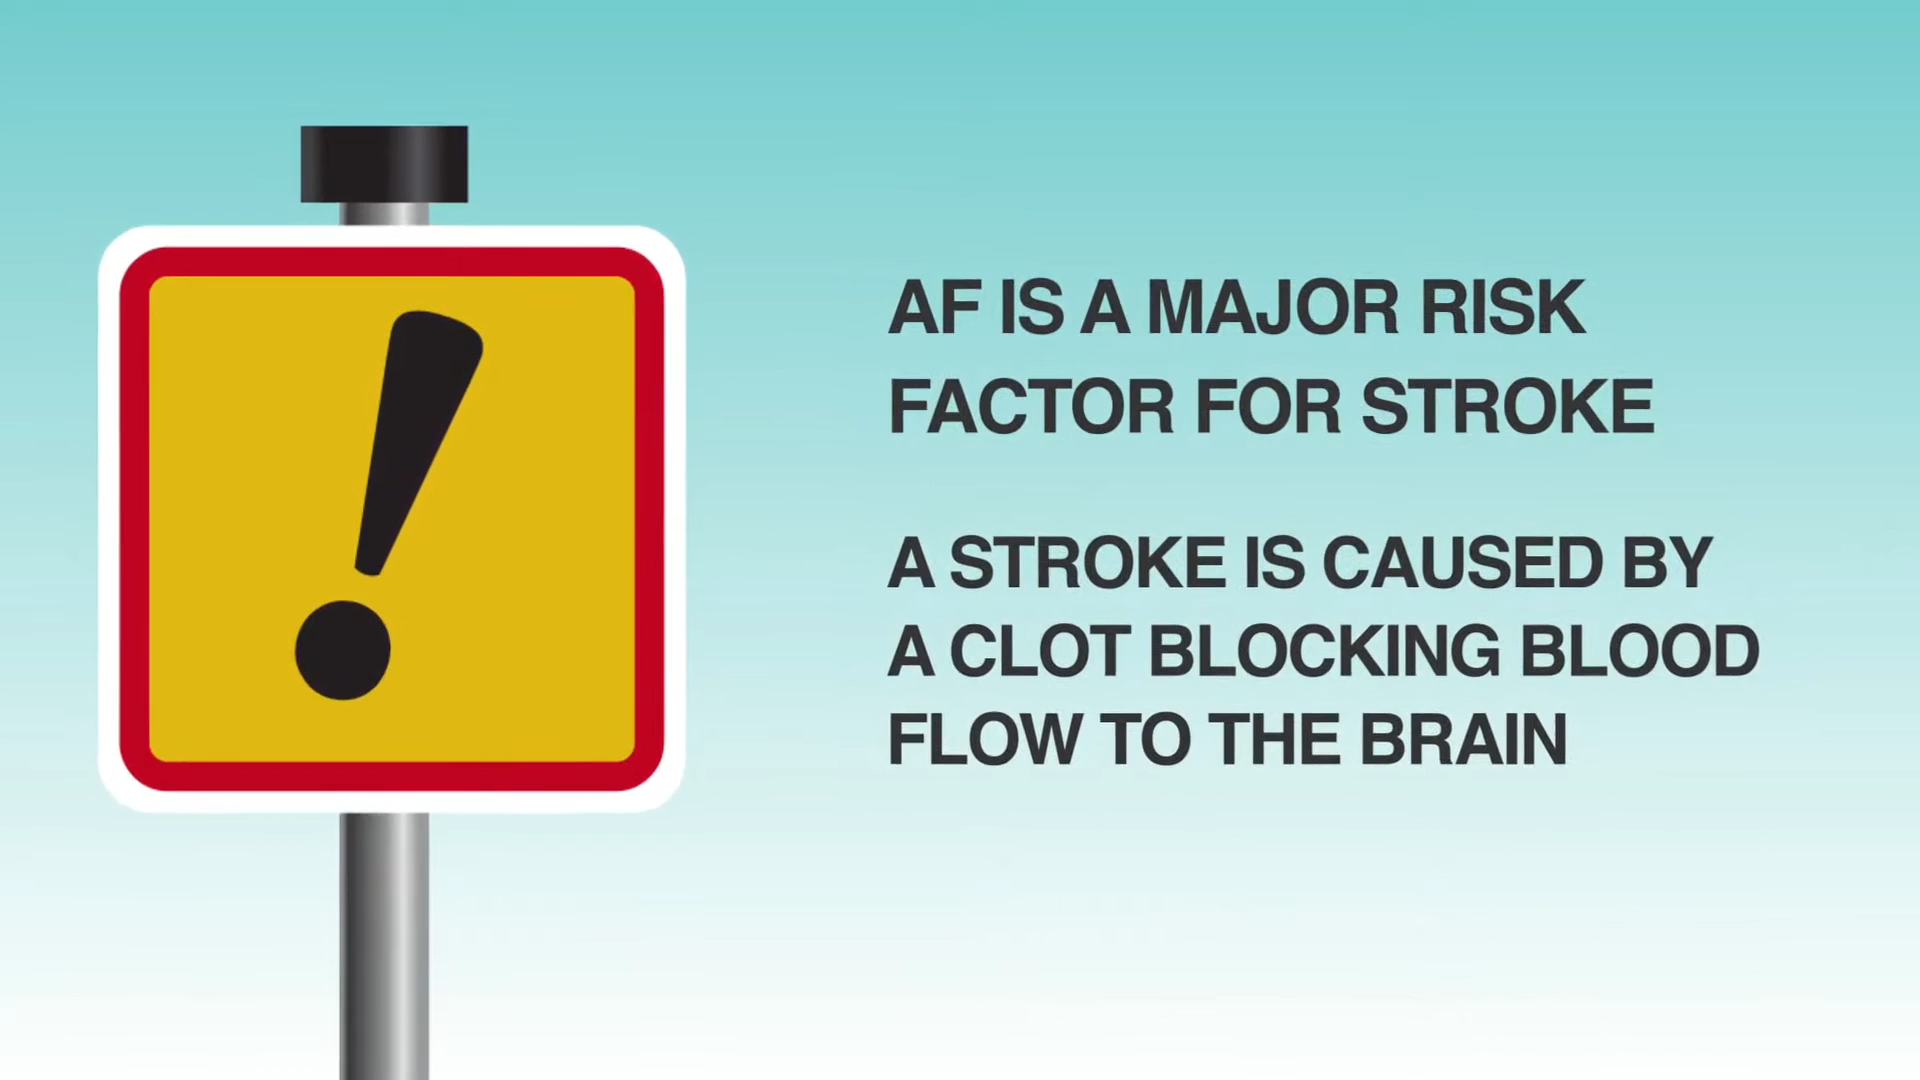 AF IS A MAJOR RISK
FACTOR FOR STROKE
A STROKE IS CAUSED BY
A CLOT BLOCKING BLOOD
FLOW TO THE BRAIN